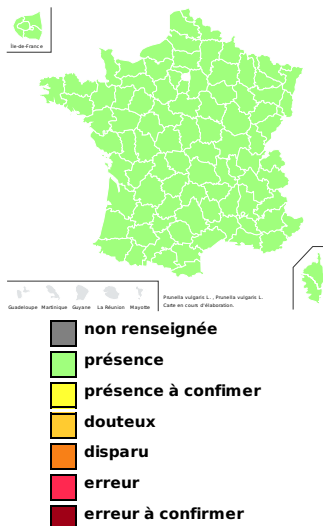 Île-de-France
Guadeloupe Martinique Guyane La Réunion Mayotte
Prunella vulgaris L. , Prunella vulgaris L.
Carte en cours d'élaboration.
non renseignée
présence
présence à confimer
douteux
disparu
erreur
erreur à confirmer